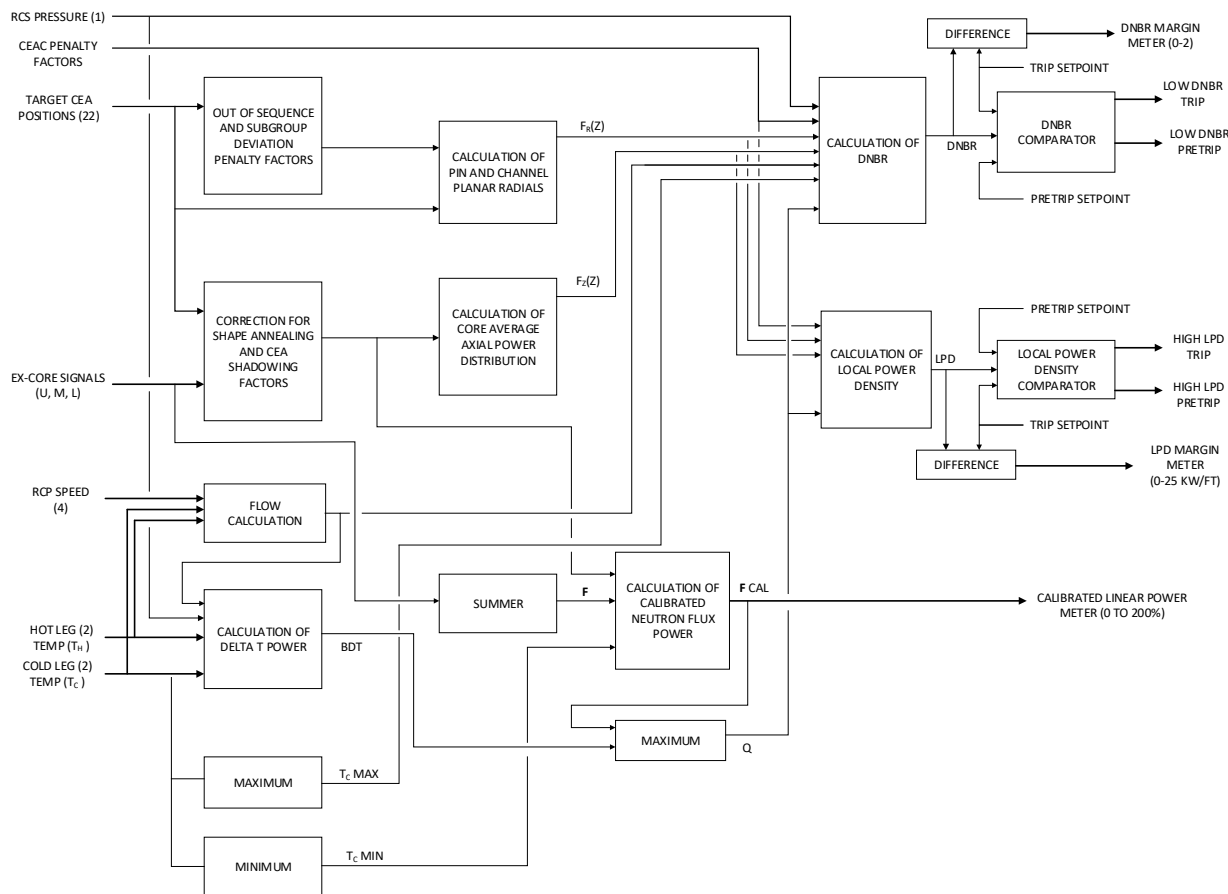 RCS PRESSURE (1)
CEAC PENALTY
FACTORS
TARGET CEA
POSITIONS (22)
OUT OF SEQUENCE
AND SUBGROUP
DEVIATION
PENALTY FACTORS
CALCULATION OF
PIN AND CHANNEL
PLANAR RADIALS
FR(Z)
CALCULATION OF
DNBR
DNBR
DIFFERENCE
DNBR MARGIN
METER (0-2)
TRIP SETPOINT
DNBR
COMPARATOR
LOW DNBR
TRIP
LOW DNBR
PRETRIP
PRETRIP SETPOINT
EX-CORE SIGNALS
(U, M, L)
CORRECTION FOR
SHAPE ANNEALING
AND CEA
SHADOWING
FACTORS
CALCULATION OF
CORE AVERAGE
AXIAL POWER
DISTRIBUTION
FZ(Z)
CALCULATION OF
LOCAL POWER
DENSITY
LPD
PRETRIP SETPOINT
LOCAL POWER
DENSITY
COMPARATOR
HIGH LPD
TRIP
HIGH LPD
PRETRIP
TRIP SETPOINT
DIFFERENCE
LPD MARGIN
METER
(0-25 KW/FT)
RCP SPEED
(4)
FLOW
CALCULATION
SUMMER
F
CALCULATION OF
CALIBRATED
NEUTRON FLUX
POWER
F CAL
CALIBRATED LINEAR POWER
METER (0 TO 200%)
HOT LEG (2)
TEMP (TH)
COLD LEG (2)
TEMP (TC)
CALCULATION OF
DELTA T POWER
BDT
MAXIMUM
Q
MAXIMUM
TC MAX
MINIMUM
TC MIN